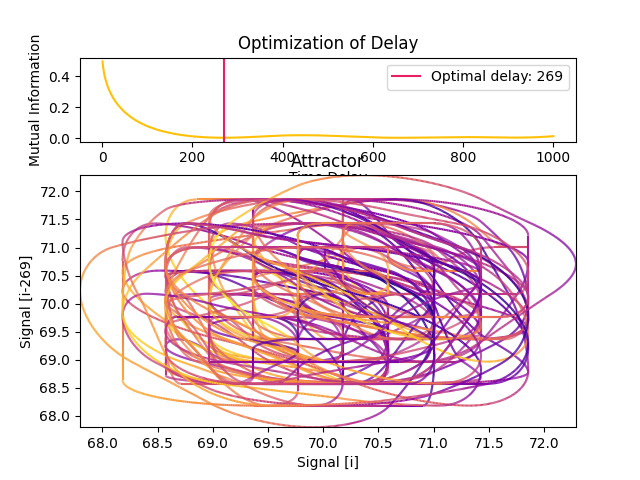 Optimization of Delay
Mutual Information
0.4
0.2
0.0
Optimal delay: 269
0 200 400 600 800 1000
Time Delay
Attractor
Signal [i-269]
72.0
71.5
71.0
70.5
70.0
69.5
69.0
68.5
68.0
68.0 68.5 69.0 69.5 70.0 70.5 71.0 71.5 72.0
Signal [i]